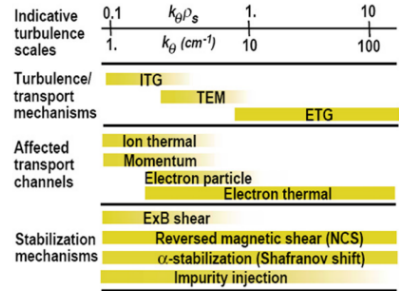 Indicative turbulence scales
0.1 kθρs 1. 10
1. kθ (cm-1) 10 100
Turbulence/ transport mechanisms
ITG
TEM
ETG
Affected transport channels
Ion thermal
Momentum
Electron particle
Electron thermal
Stabilization mechanisms
ExB shear
Reversed magnetic shear (NCS)
α-stabilization (Shafranov shift)
Impurity injection